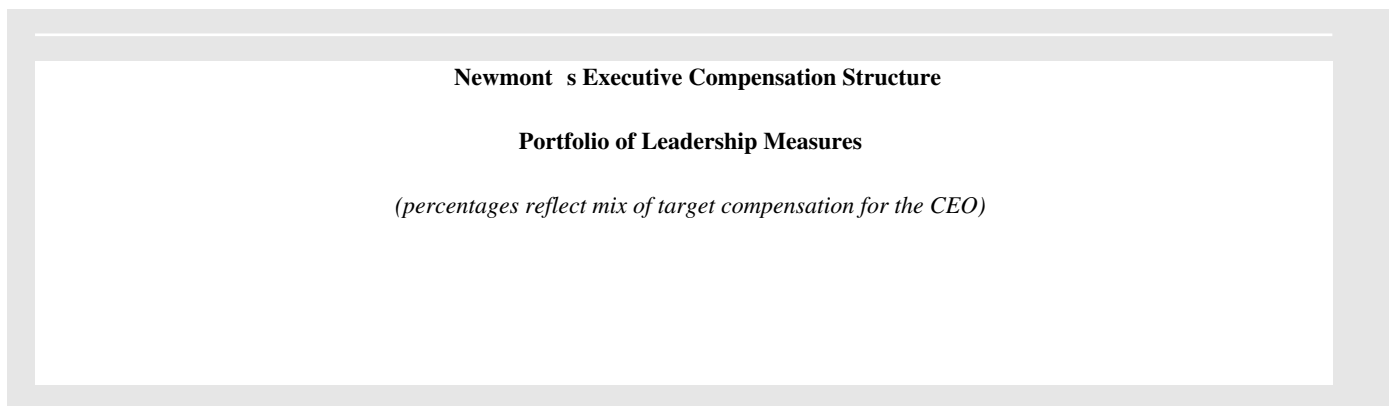 Newmont s Executive Compensation Structure
Portfolio of Leadership Measures
(percentages reflect mix of target compensation for the CEO)